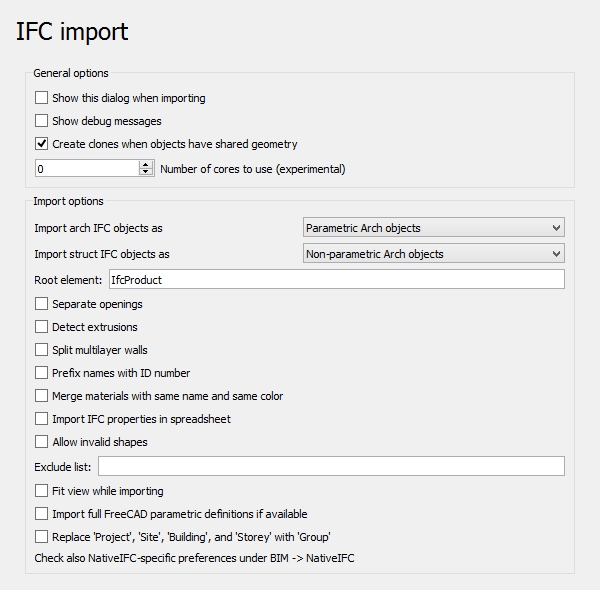 IFC import
General options
Show this dialog when importing
Show debug messages
Create clones when objects have shared geometry
0 Number of cores to use (experimental)
Import options
Import arch IFC objects as Parametric Arch objects
Import struct IFC objects as Non-parametric Arch objects
Root element: IfcProduct
Separate openings
Detect extrusions
Split multilayer walls
Prefix names with ID number
Merge materials with same name and same color
Import IFC properties in spreadsheet
Allow invalid shapes
Exclude list:
Fit view while importing
Import full FreeCAD parametric definitions if available
Replace 'Project', 'Site', 'Building', and 'Storey' with 'Group'
Check also NativeIFC-specific preferences under BIM -> NativeIFC